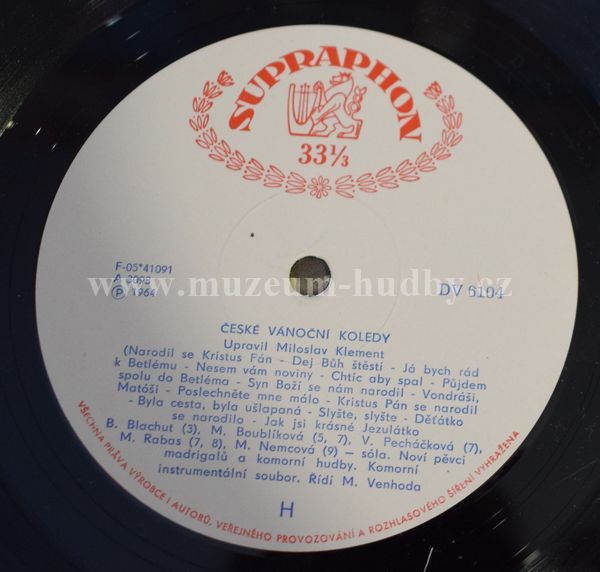 SUPRAPHON
33⅓
F-05*41091
A 3098
Ⓟ 1964
www.muzeum-hudby.cz
DV 6104
ČESKÉ VÁNOČNÍ KOLEDY
Upravil Miloslav Klement
(Narodil se Kristus Pán - Dej Bůh štěstí - Já bych rád
k Betlému - Nesem vám noviny - Chtíc aby spal - Půjdem
spolu do Betléma - Syn Boží se nám narodil - Vondráši,
Matóši - Poslechněte mne málo - Kristus Pán se narodil
- Byla cesta, byla ušlapaná - Slyšte, slyšte - Děťátko
se narodilo - Jak jsi krásné Jezulátko
B. Blachut (3), M. Boublíková (5, 7), V. Pecháčková (7),
M. Rabas (7, 8), M. Nemcová (9) — sóla. Noví pěvci
madrigalů a komorní hudby. Komorní
instrumentální soubor. Řídí M. Venhoda
H
VŠECHNA PRÁVA VÝROBCE I AUTORŮ, VEŘEJNÉHO PROVOZOVÁNÍ A ROZHLASOVÉHO ŠÍŘENÍ VYHRAŽENA